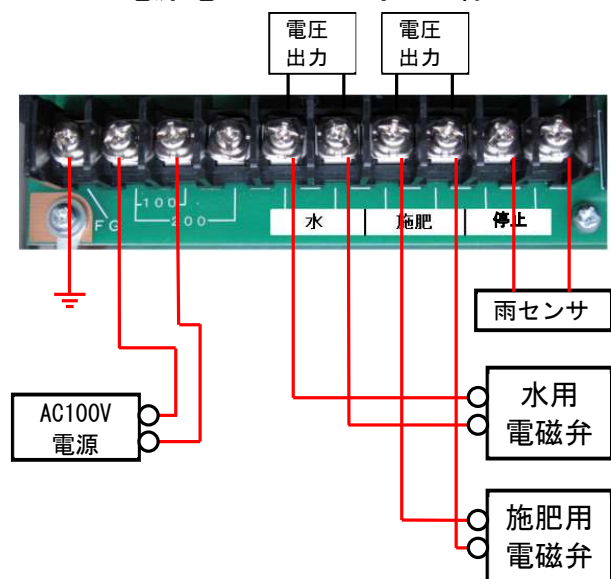 電圧
出力
電圧
出力
FG
100
200
水
施肥
停止
雨センサ
AC100V
電源
水用
電磁弁
施肥用
電磁弁